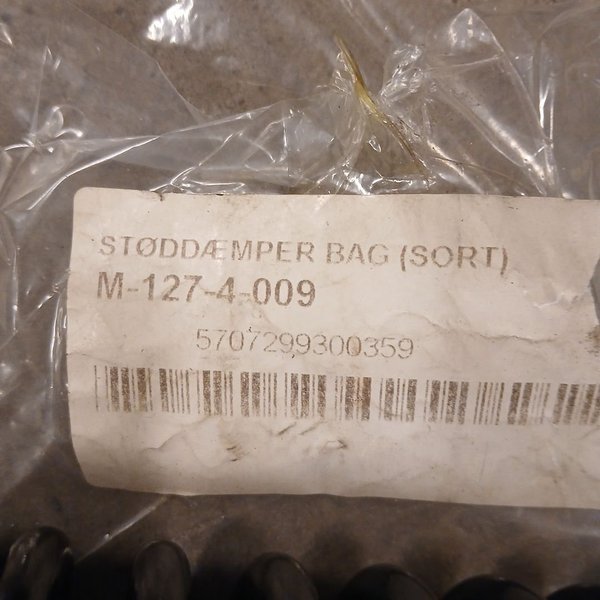 STØDDÆMPER BAG (SORT)
M-127-4-009
5707299300359